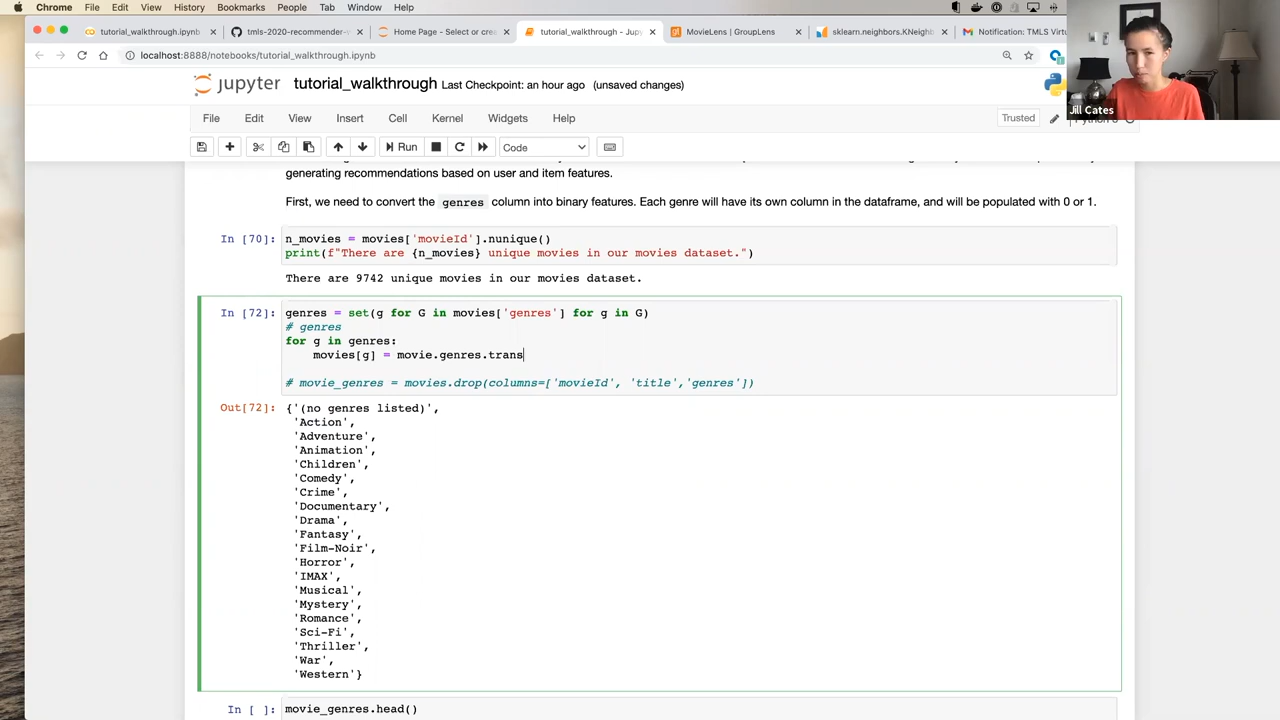 Chrome File Edit View History Bookmarks People Tab Window Help
tutorial_walkthrough.ipynb
tmls-2020-recommender-
Home Page - Select or cre
tutorial_walkthrough - Jup
MovieLens | GroupLens
sklearn.neighbors.KNeighb
Notification: TMLS Virtu
localhost:8888/notebooks/tutorial_walkthrough.ipynb
jupyter tutorial_walkthrough Last Checkpoint: an hour ago (unsaved changes)
Jill Cates
File Edit View Insert Cell Kernel Widgets Help
Trusted
Run Code
generating recommendations based on user and item features.
First, we need to convert the genres column into binary features. Each genre will have its own column in the dataframe, and will be populated with 0 or 1.
In [70]: n_movies = movies['movieId'].nunique()
print(f"There are {n_movies} unique movies in our movies dataset.")
There are 9742 unique movies in our movies dataset.
In [72]: genres = set(g for G in movies['genres'] for g in G)
# genres
for g in genres:
movies[g] = movie.genres.trans
# movie_genres = movies.drop(columns=['movieId', 'title','genres'])
Out[72]: {'(no genres listed)',
'Action',
'Adventure',
'Animation',
'Children',
'Comedy',
'Crime',
'Documentary',
'Drama',
'Fantasy',
'Film-Noir',
'Horror',
'IMAX',
'Musical',
'Mystery',
'Romance',
'Sci-Fi',
'Thriller',
'War',
'Western'}
In [ ]: movie_genres.head()